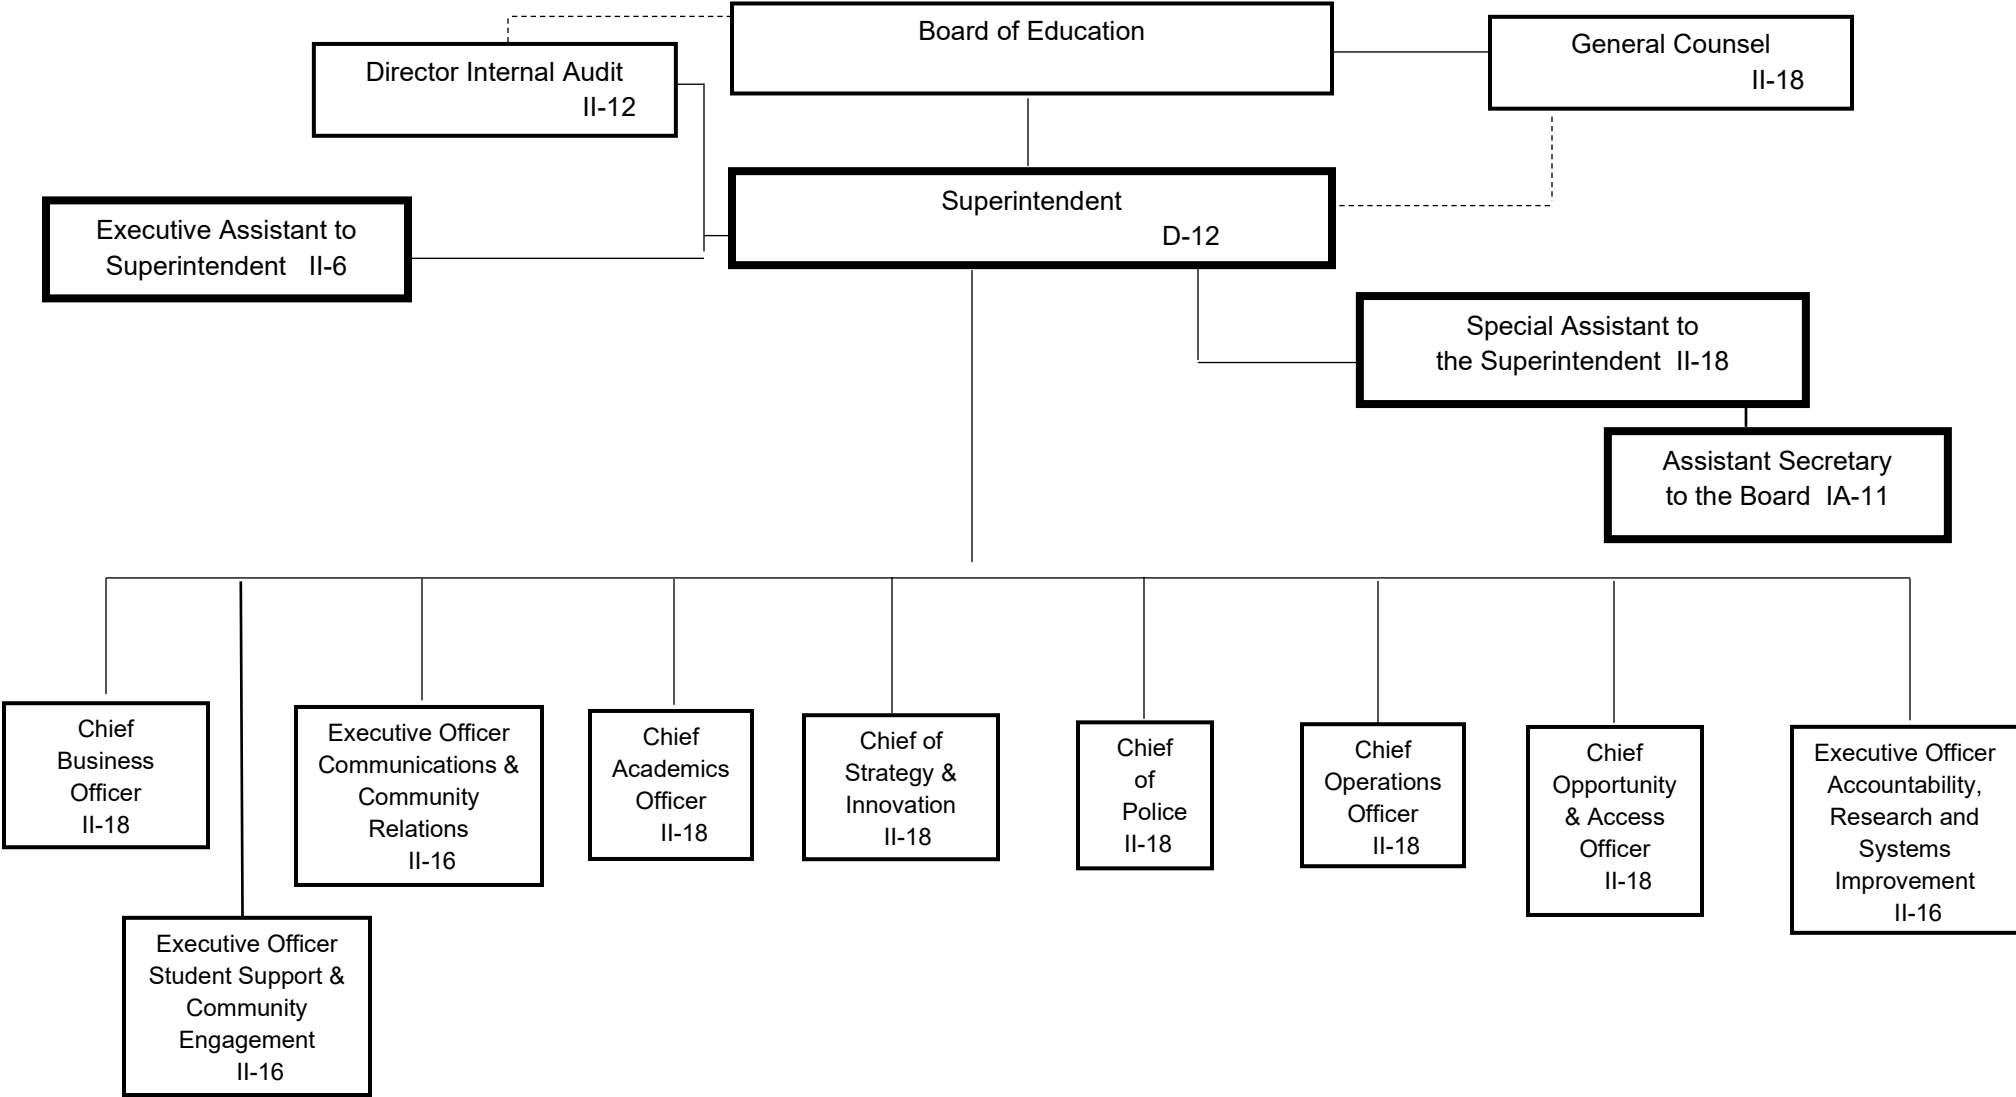 Board of Education
General Counsel
II-18
Director Internal Audit
II-12
Superintendent
D-12
Executive Assistant to
Superintendent II-6
Special Assistant to
the Superintendent II-18
Assistant Secretary
to the Board IA-11
Chief
Business
Officer
II-18
Executive Officer
Student Support &
Community
Engagement
II-16
Executive Officer
Communications &
Community
Relations
II-16
Chief
Academics
Officer
II-18
Chief of
Strategy &
Innovation
II-18
Chief
of
Police
II-18
Chief
Operations
Officer
II-18
Chief
Opportunity
& Access
Officer
II-18
Executive Officer
Accountability,
Research and
Systems
Improvement
II-16